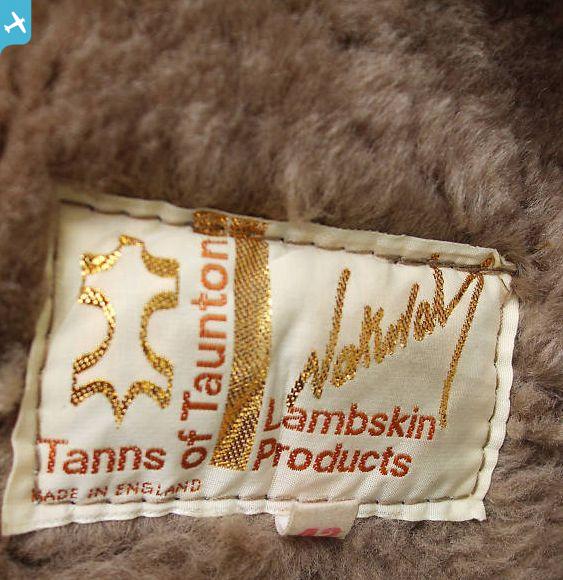 Tanns
of Taunton
MADE IN ENGLAND
Lambskin
Products